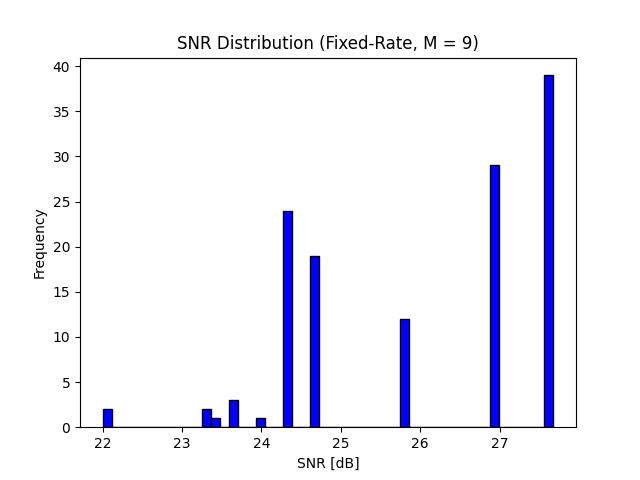 SNR Distribution (Fixed-Rate, M = 9)
40
35
30
25
20
15
10
5
0
Frequency
22 23 24 25 26 27
SNR [dB]